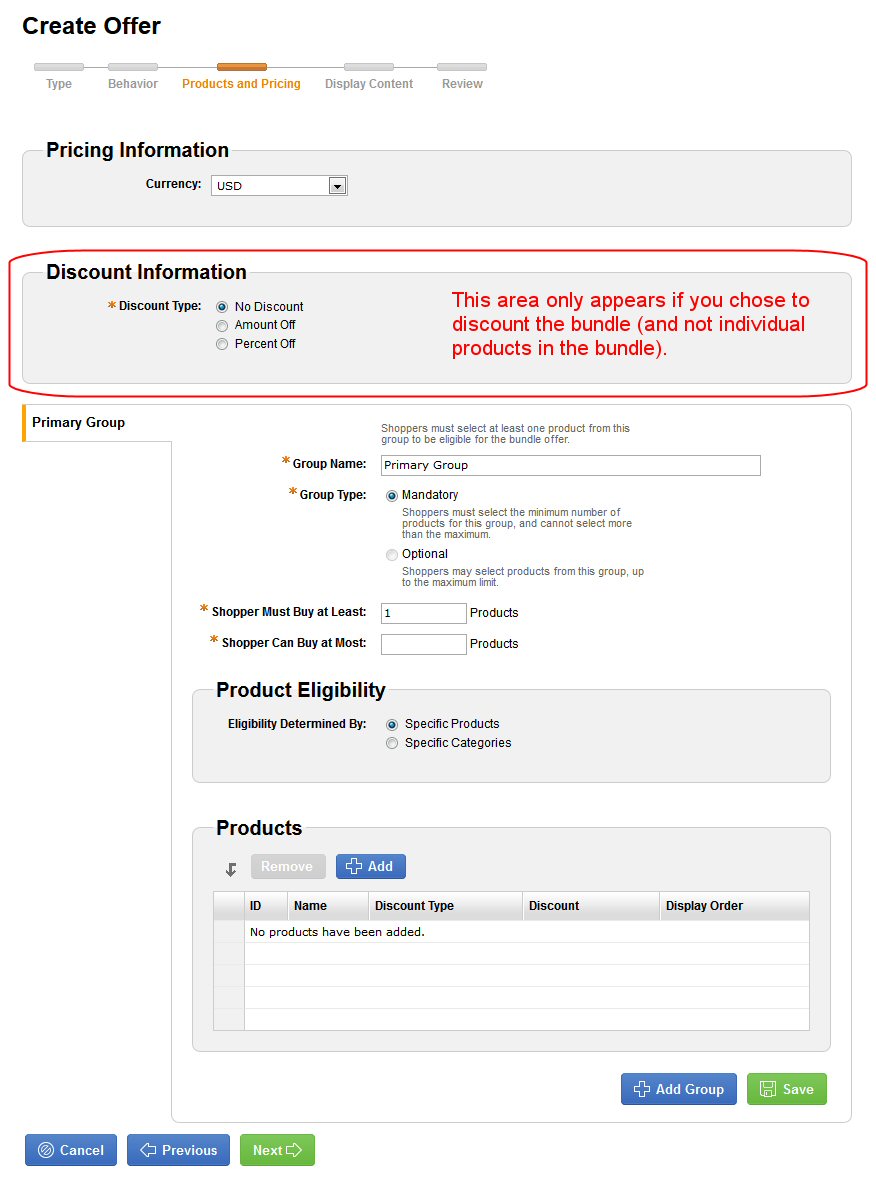 Create Offer
Type Behavior Products and Pricing Display Content Review
Pricing Information
Currency: USD
Discount Information
* Discount Type: No Discount
Amount Off
Percent Off
This area only appears if you chose to
discount the bundle (and not individual
products in the bundle).
Primary Group
Shoppers must select at least one product from this
group to be eligible for the bundle offer.
* Group Name: Primary Group
* Group Type: Mandatory
Shoppers must select the minimum number of
products for this group, and cannot select more
than the maximum.
Optional
Shoppers may select products from this group, up
to the maximum limit.
* Shopper Must Buy at Least: 1 Products
* Shopper Can Buy at Most: Products
Product Eligibility
Eligibility Determined By: Specific Products
Specific Categories
Products
Remove Add
ID Name Discount Type Discount Display Order
No products have been added.
Add Group Save
Cancel Previous Next